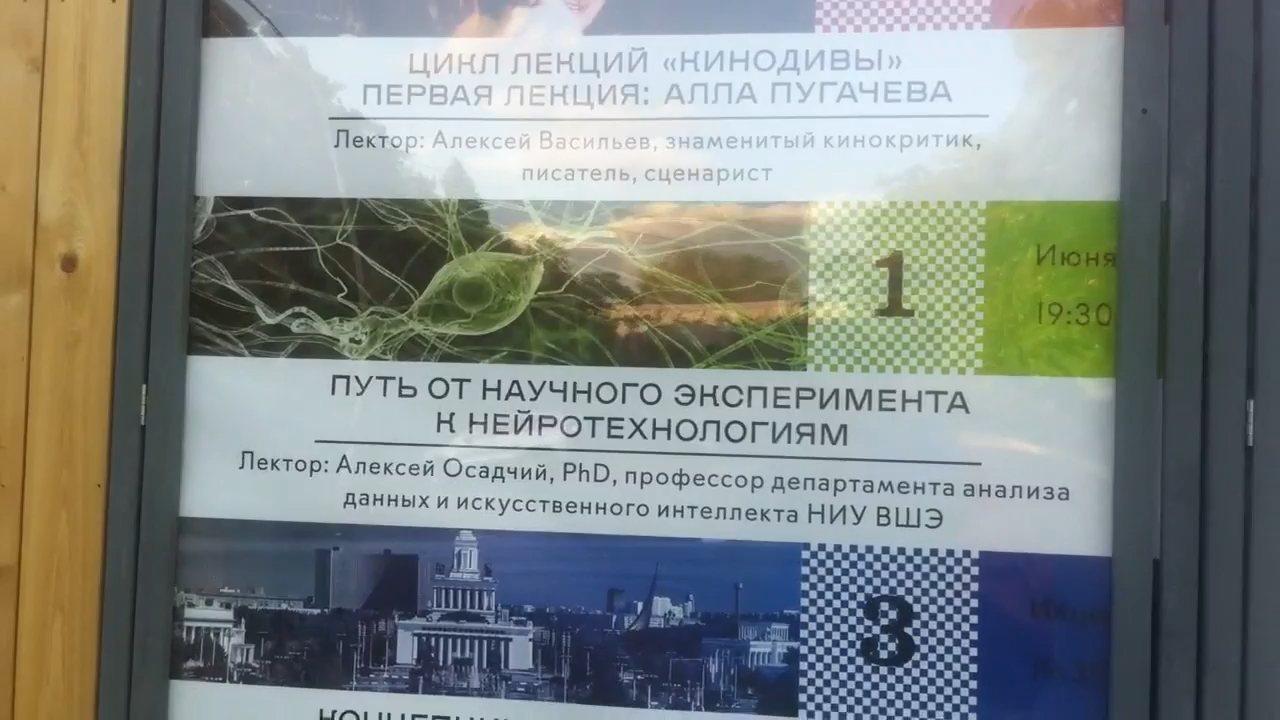 ЦИКЛ ЛЕКЦИЙ «КИНОДИВЫ»
ПЕРВАЯ ЛЕКЦИЯ: АЛЛА ПУГАЧЕВА
Лектор: Алексей Васильев, знаменитый кинокритик,
писатель, сценарист
1
Июня
19:30
ПУТЬ ОТ НАУЧНОГО ЭКСПЕРИМЕНТА
К НЕЙРОТЕХНОЛОГИЯМ
Лектор: Алексей Осадчий, PhD, профессор департамента анализа
данных и искусственного интеллекта НИУ ВШЭ
3